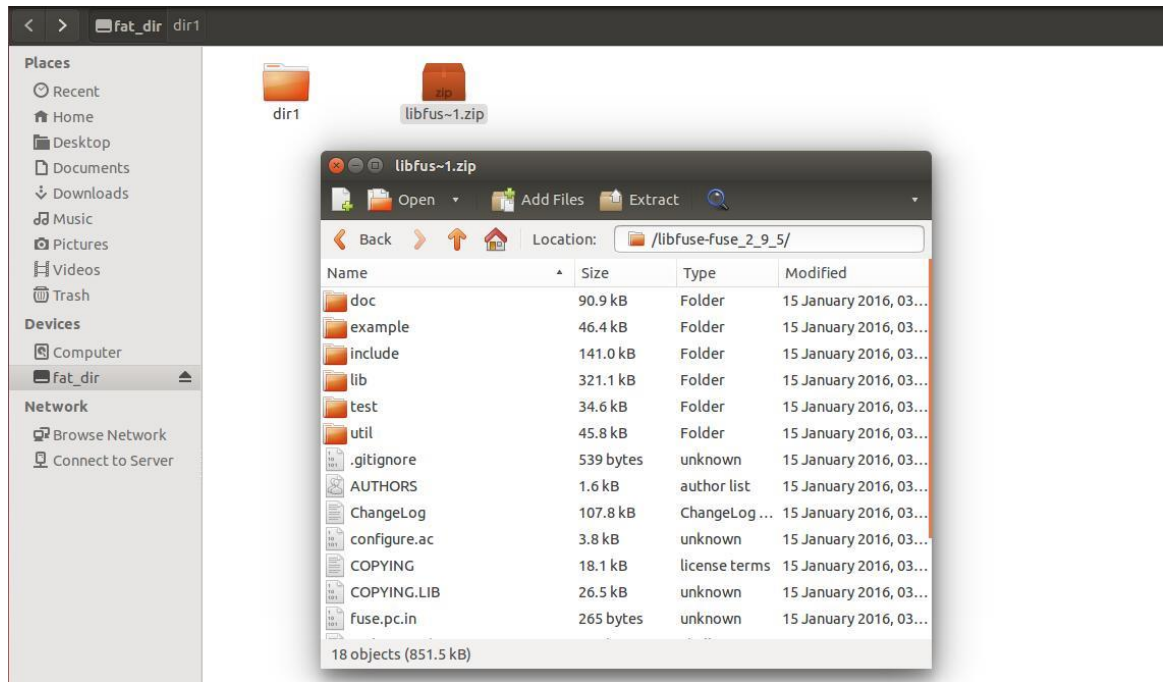 fat_dir dir1
Places
Recent
Home
Desktop
Documents
Downloads
Music
Pictures
Videos
Trash
Devices
Computer
fat_dir
Network
Browse Network
Connect to Server
dir1
zip
libfus~1.zip
libfus~1.zip
Open Add Files Extract
Back Location: /libfuse-fuse_2_9_5/
Name Size Type Modified
doc 90.9 kB Folder 15 January 2016, 03...
example 46.4 kB Folder 15 January 2016, 03...
include 141.0 kB Folder 15 January 2016, 03...
lib 321.1 kB Folder 15 January 2016, 03...
test 34.6 kB Folder 15 January 2016, 03...
util 45.8 kB Folder 15 January 2016, 03...
.gitignore 539 bytes unknown 15 January 2016, 03...
AUTHORS 1.6 kB author list 15 January 2016, 03...
ChangeLog 107.8 kB ChangeLog ... 15 January 2016, 03...
configure.ac 3.8 kB unknown 15 January 2016, 03...
COPYING 18.1 kB license terms 15 January 2016, 03...
COPYING.LIB 26.5 kB unknown 15 January 2016, 03...
fuse.pc.in 265 bytes unknown 15 January 2016, 03...
18 objects (851.5 kB)